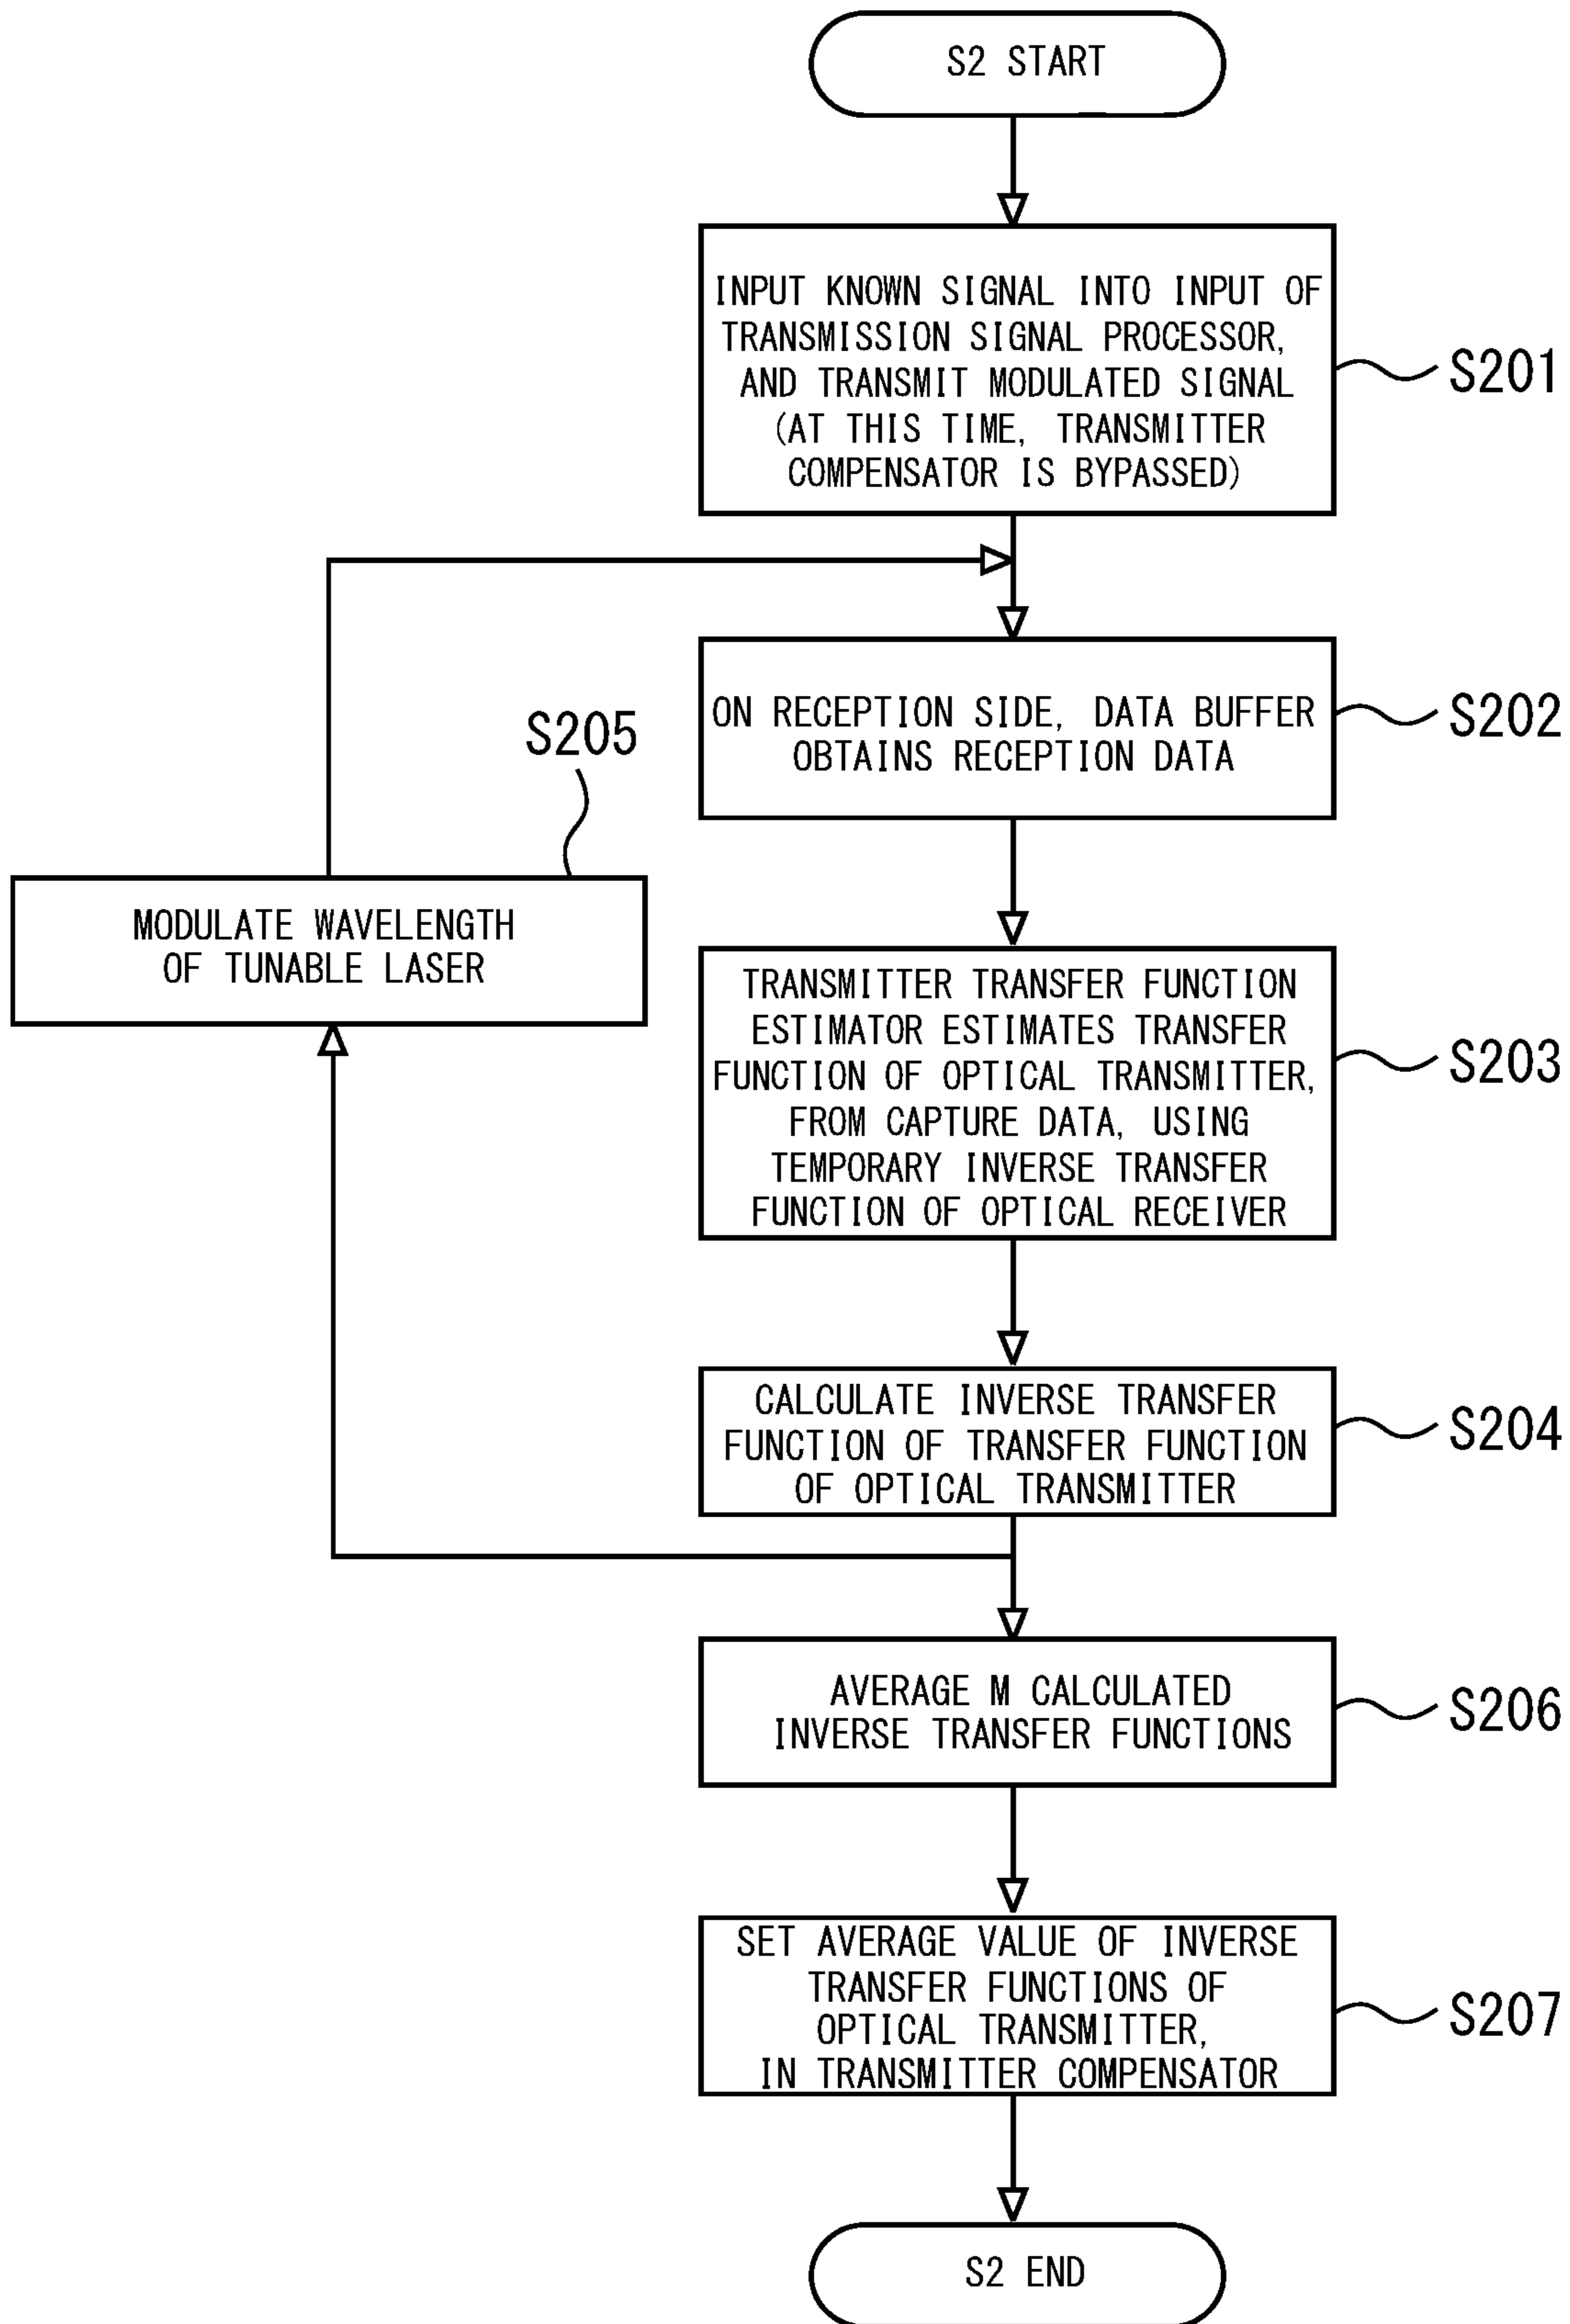 S2 START
INPUT KNOWN SIGNAL INTO INPUT OF
TRANSMISSION SIGNAL PROCESSOR,
AND TRANSMIT MODULATED SIGNAL
(AT THIS TIME, TRANSMITTER
COMPENSATOR IS BYPASSED)
S201
ON RECEPTION SIDE, DATA BUFFER
OBTAINS RECEPTION DATA
S202
S205
MODULATE WAVELENGTH
OF TUNABLE LASER
TRANSMITTER TRANSFER FUNCTION
ESTIMATOR ESTIMATES TRANSFER
FUNCTION OF OPTICAL TRANSMITTER,
FROM CAPTURE DATA, USING
TEMPORARY INVERSE TRANSFER
FUNCTION OF OPTICAL RECEIVER
S203
CALCULATE INVERSE TRANSFER
FUNCTION OF TRANSFER FUNCTION
OF OPTICAL TRANSMITTER
S204
AVERAGE M CALCULATED
INVERSE TRANSFER FUNCTIONS
S206
SET AVERAGE VALUE OF INVERSE
TRANSFER FUNCTIONS OF
OPTICAL TRANSMITTER,
IN TRANSMITTER COMPENSATOR
S207
S2 END